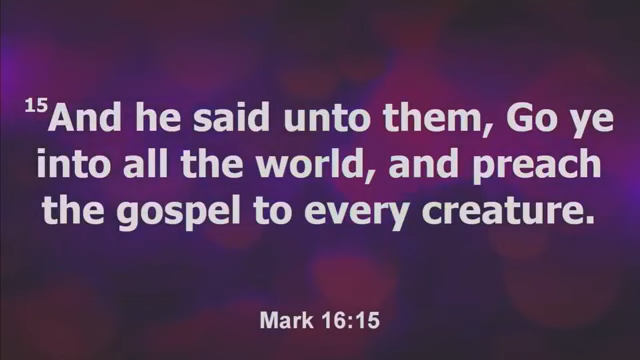 15And he said unto them, Go ye
into all the world, and preach
the gospel to every creature.
Mark 16:15